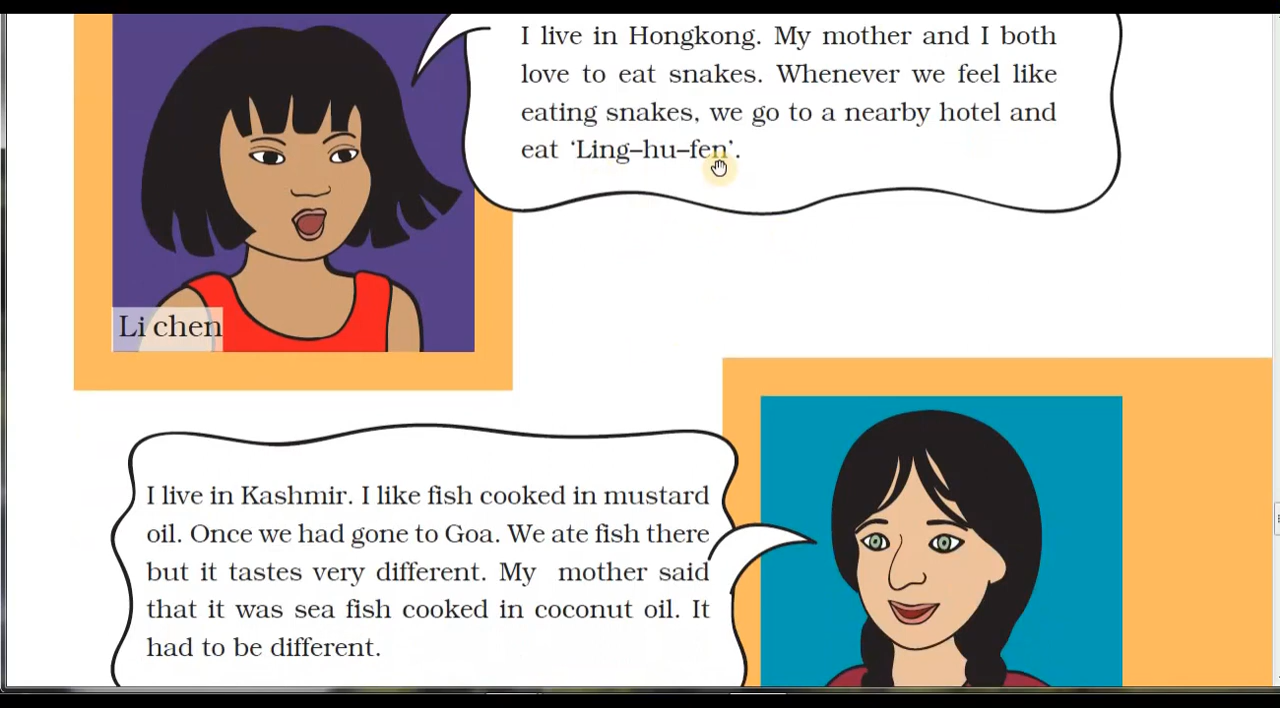 I live in Hongkong. My mother and I both
love to eat snakes. Whenever we feel like
eating snakes, we go to a nearby hotel and
eat ‘Ling–hu–fen’.
Li chen
I live in Kashmir. I like fish cooked in mustard
oil. Once we had gone to Goa. We ate fish there
but it tastes very different. My mother said
that it was sea fish cooked in coconut oil. It
had to be different.